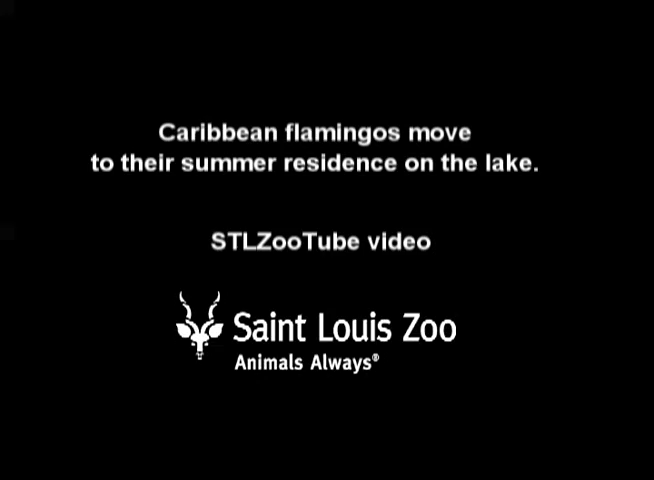 Caribbean flamingos move
to their summer residence on the lake.
STLZooTube video
Saint Louis Zoo
Animals Always®